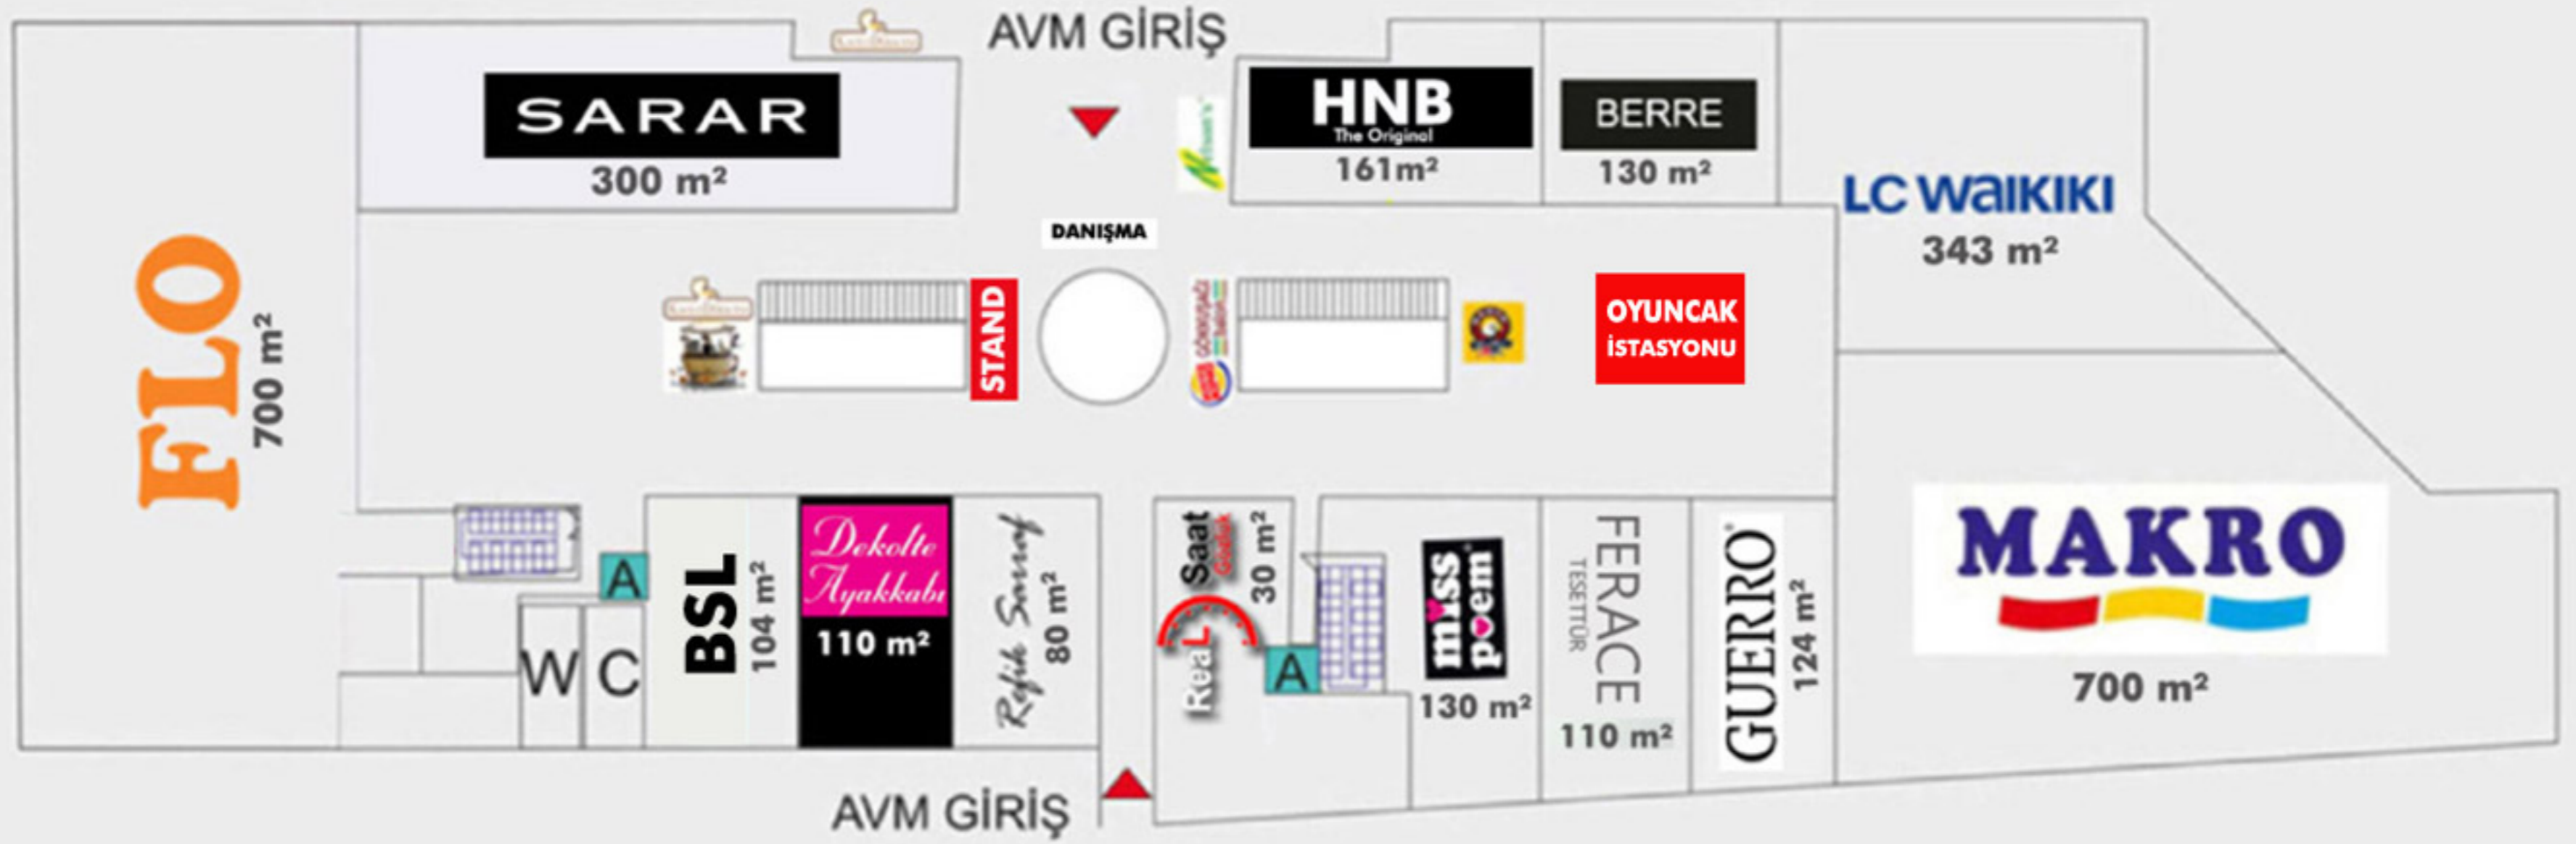 AVM GİRİŞ
SARAR
300 m²
HNB
The Original
161m²
BERRE
130 m²
LC WAIKIKI
343 m²
FLO
700 m²
DANIŞMA
STAND
GÖKKUŞAĞI
OYUNCAK
İSTASYONU
A
W C
BSL
104 m²
Dekolte
Ayakkabı
110 m²
Refik Sarraf
80 m²
Real Saat
Gözlük
30 m²
A
miss
poem
130 m²
FERACE
TESETTÜR
110 m²
GUERRO
124 m²
MAKRO
700 m²
AVM GİRİŞ